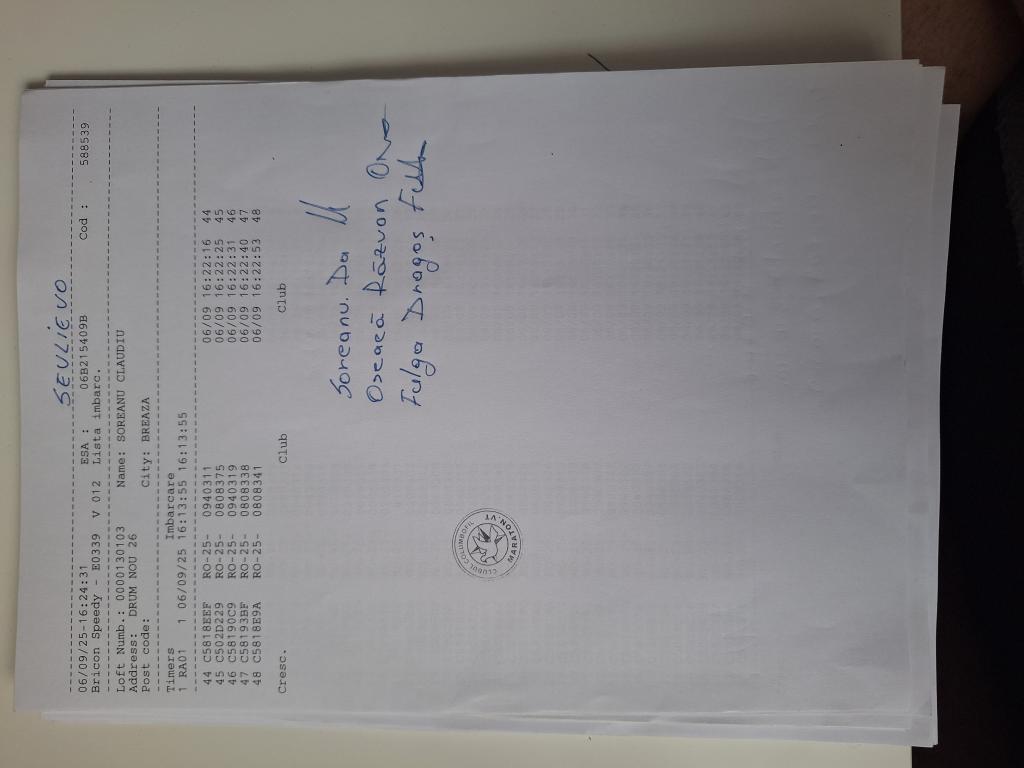 SEVLIEVO
06/09/25-16:24:31 ESA : 06B215409B Cod : 588539
Bricon Speedy - E0339 V 012 Lista imbarc.
Loft Numb.: 0000130103 Name: SOREANU CLAUDIU
Address: DRUM NOU 26
Post code: City: BREAZA
Timers Imbarcare
1 RA01 1 06/09/25 16:13:55 16:13:55
44 C5818EEF RO-25- 0940311 06/09 16:22:16 44
45 C502D229 RO-25- 0808375 06/09 16:22:25 45
46 C58190C9 RO-25- 0940319 06/09 16:22:31 46
47 C58193BF RO-25- 0808338 06/09 16:22:40 47
48 C5818E9A RO-25- 0808341 06/09 16:22:53 48
Cresc. Club Club
Soreanu. Da
Oseacă Răzvan
Fulga Dragoș
MARATON.VT